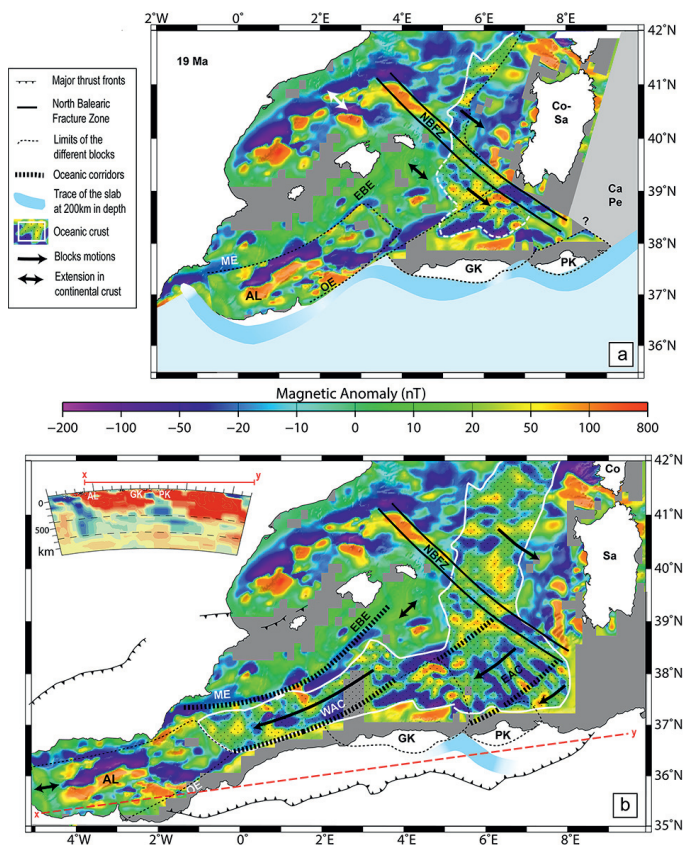 2°W 0° 2°E 4°E 6°E 8°E 42°N
19 Ma
41°N
Co-
Sa
NBFZ
40°N
39°N
Ca
Pe
EBE
?
ME
38°N
AL
OE
GK
PK
37°N
36°N
a
Major thrust fronts
North Balearic
Fracture Zone
Limits of the
different blocks
Oceanic corridors
Trace of the slab
at 200km in depth
Oceanic crust
Blocks motions
Extension in
continental crust
Magnetic Anomaly (nT)
-200 -100 -50 -20 -10 0 10 20 50 100 800
x y
AL GK PK
0
500
km
42°N
Co
41°N
Sa
NBFZ
40°N
39°N
EBE
38°N
ME
WAC
EAC
37°N
GK
PK
y
AL
OE
36°N
x
b
35°N
4°W 2°W 0° 2°E 4°E 6°E 8°E